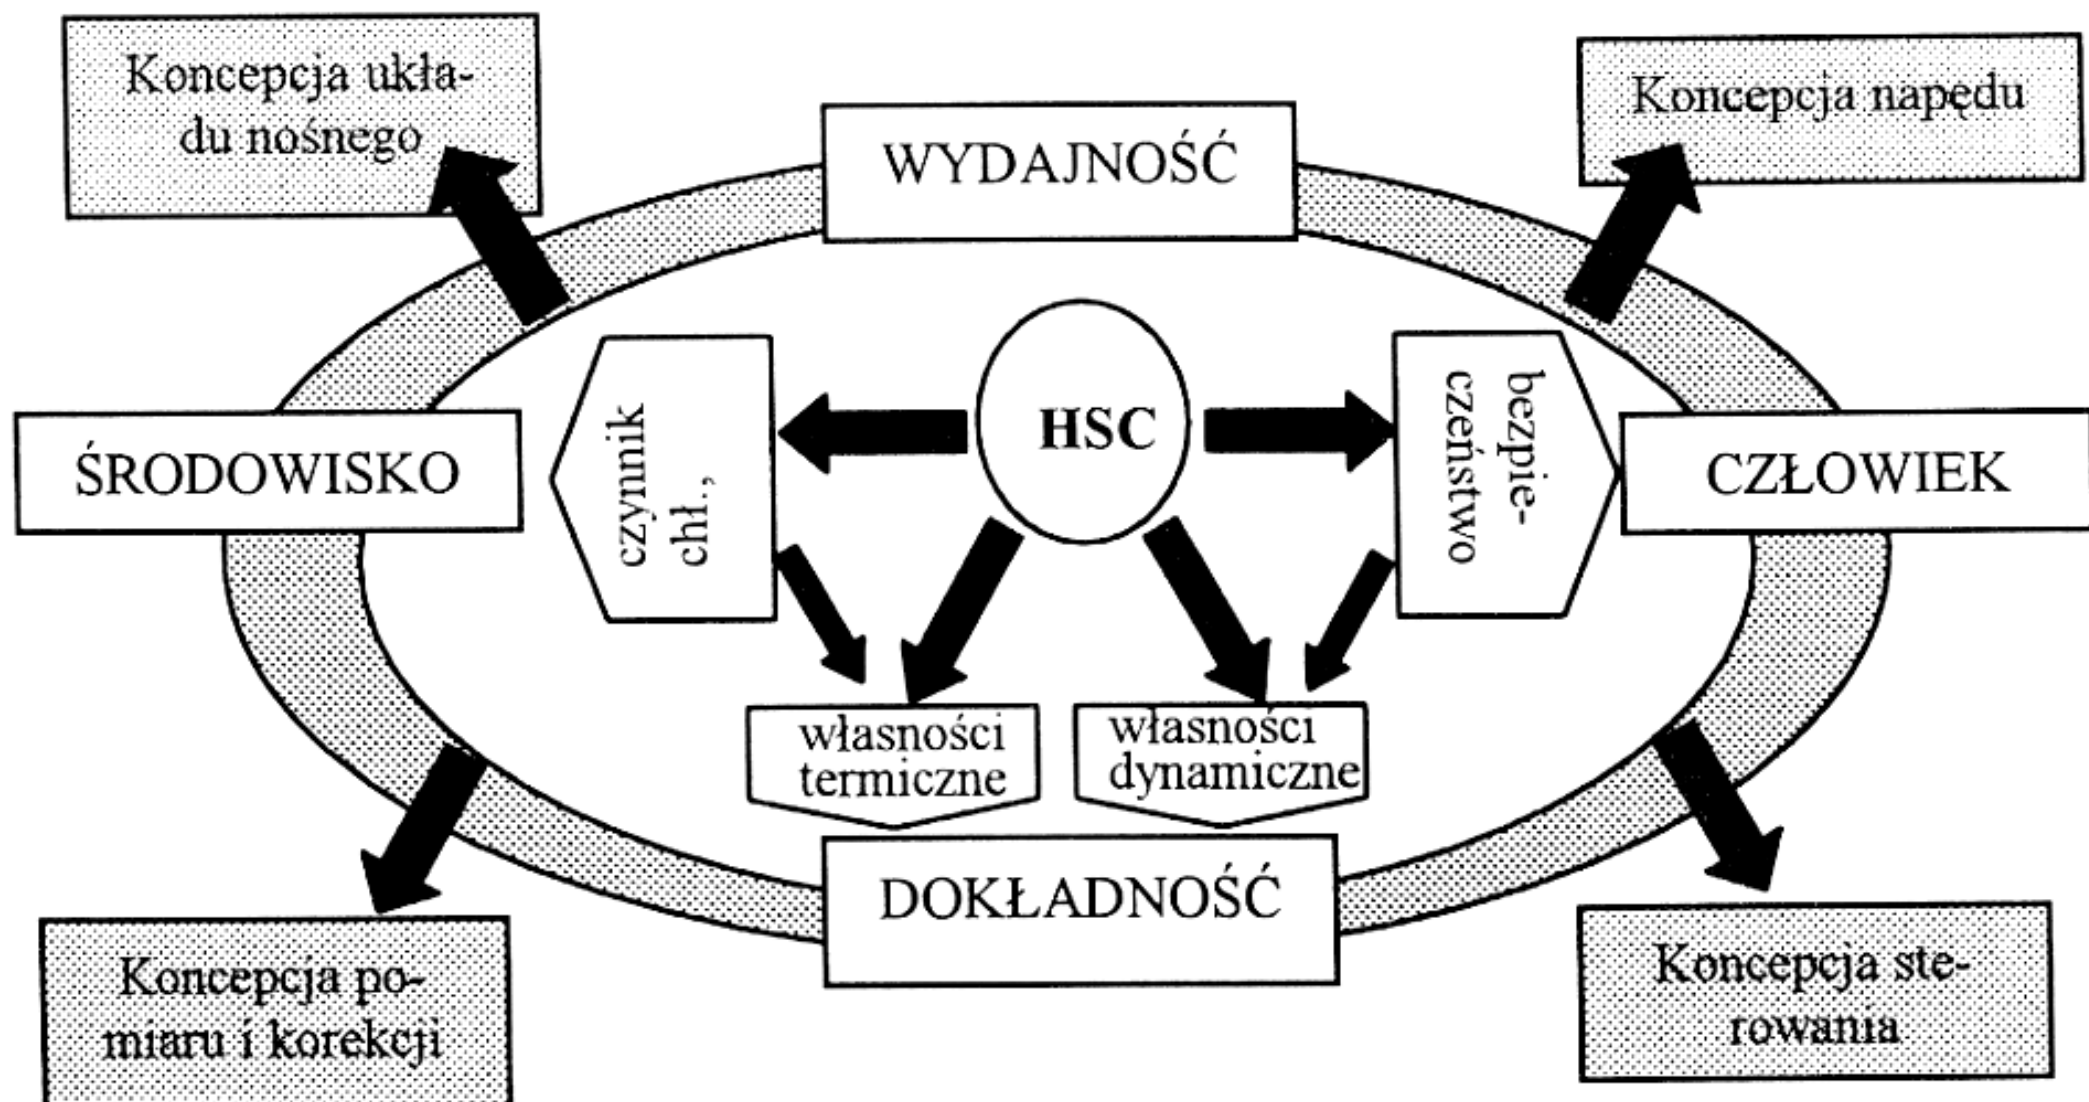 Koncepcja ukła-
du nośnego
Koncepcja napędu
WYDAJNOŚĆ
ŚRODOWISKO
czynnik
chł.,
HSC
bezpie-
czeństwo
CZŁOWIEK
własności
termiczne
własności
dynamiczne
DOKŁADNOŚĆ
Koncepcja po-
miaru i korekcji
Koncepcja ste-
rowania